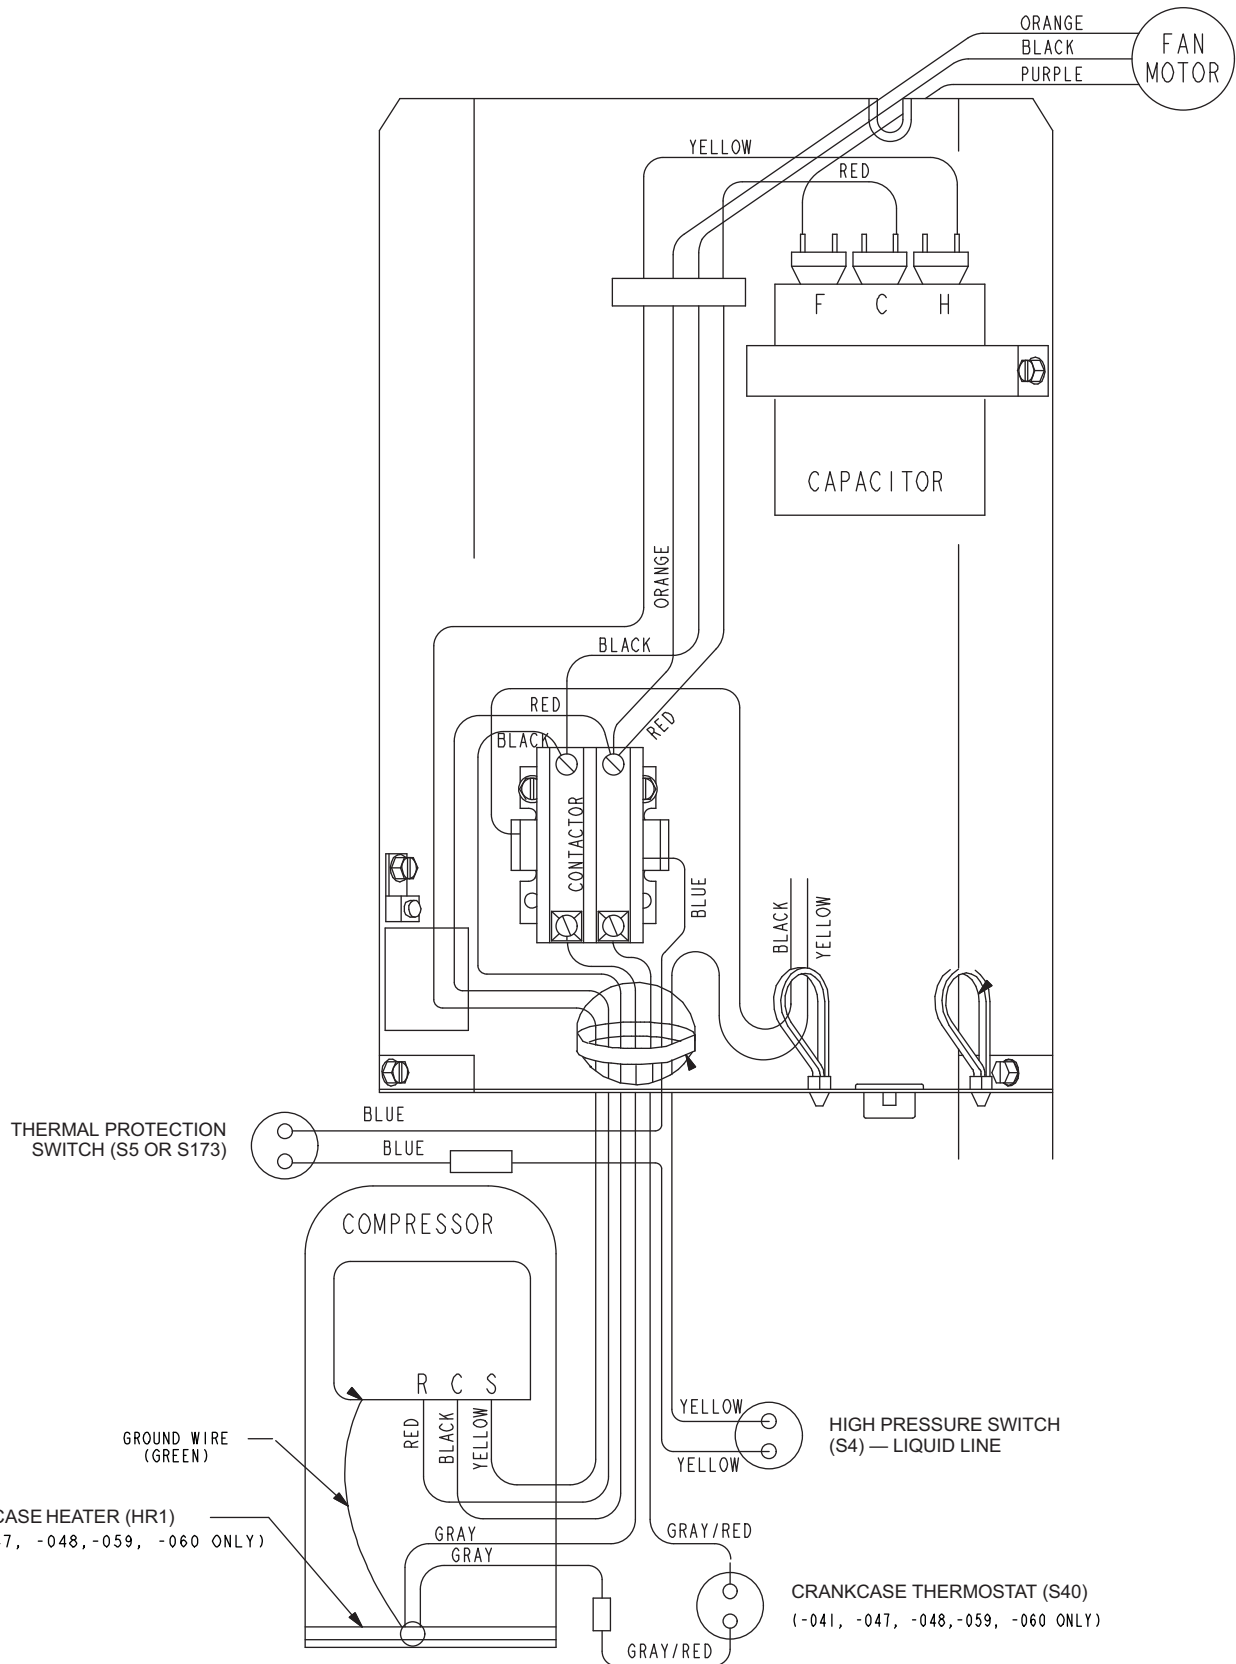 ORANGE
BLACK
PURPLE
FAN
MOTOR
YELLOW
RED
F C H
CAPACITOR
ORANGE
BLACK
RED
RED
BLACK
CONTACTOR
BLUE
BLACK
YELLOW
BLUE
THERMAL PROTECTION
SWITCH (S5 OR S173)
BLUE
COMPRESSOR
R C S
RED
BLACK
YELLOW
YELLOW
HIGH PRESSURE SWITCH
(S4) — LIQUID LINE
YELLOW
GROUND WIRE
(GREEN)
CASE HEATER (HR1)
7, -048,-059, -060 ONLY)
GRAY
GRAY
GRAY/RED
CRANKCASE THERMOSTAT (S40)
(-041, -047, -048,-059, -060 ONLY)
GRAY/RED